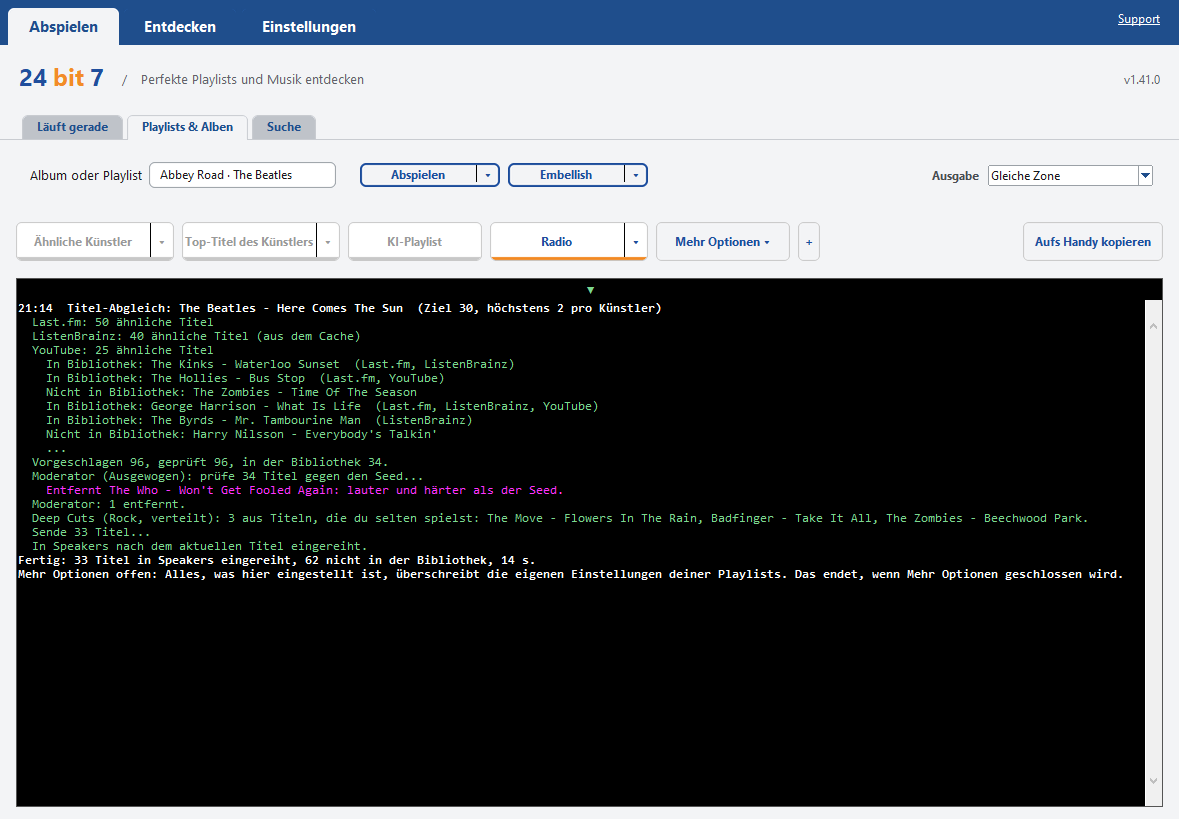 Abspielen Entdecken Einstellungen Support
24 bit 7 / Perfekte Playlists und Musik entdecken v1.41.0
Läuft gerade Playlists & Alben Suche
Album oder Playlist Abbey Road · The Beatles Abspielen Embellish Ausgabe Gleiche Zone
Ähnliche Künstler Top-Titel des Künstlers KI-Playlist Radio Mehr Optionen + Aufs Handy kopieren
21:14 Titel-Abgleich: The Beatles - Here Comes The Sun (Ziel 30, höchstens 2 pro Künstler)
Last.fm: 50 ähnliche Titel
ListenBrainz: 40 ähnliche Titel (aus dem Cache)
YouTube: 25 ähnliche Titel
In Bibliothek: The Kinks - Waterloo Sunset (Last.fm, ListenBrainz)
In Bibliothek: The Hollies - Bus Stop (Last.fm, YouTube)
Nicht in Bibliothek: The Zombies - Time Of The Season
In Bibliothek: George Harrison - What Is Life (Last.fm, ListenBrainz, YouTube)
In Bibliothek: The Byrds - Mr. Tambourine Man (ListenBrainz)
Nicht in Bibliothek: Harry Nilsson - Everybody's Talkin'
...
Vorgeschlagen 96, geprüft 96, in der Bibliothek 34.
Moderator (Ausgewogen): prüfe 34 Titel gegen den Seed...
Entfernt The Who - Won't Get Fooled Again: lauter und härter als der Seed.
Moderator: 1 entfernt.
Deep Cuts (Rock, verteilt): 3 aus Titeln, die du selten spielst: The Move - Flowers In The Rain, Badfinger - Take It All, The Zombies - Beechwood Park.
Sende 33 Titel...
In Speakers nach dem aktuellen Titel eingereiht.
Fertig: 33 Titel in Speakers eingereiht, 62 nicht in der Bibliothek, 14 s.
Mehr Optionen offen: Alles, was hier eingestellt ist, überschreibt die eigenen Einstellungen deiner Playlists. Das endet, wenn Mehr Optionen geschlossen wird.